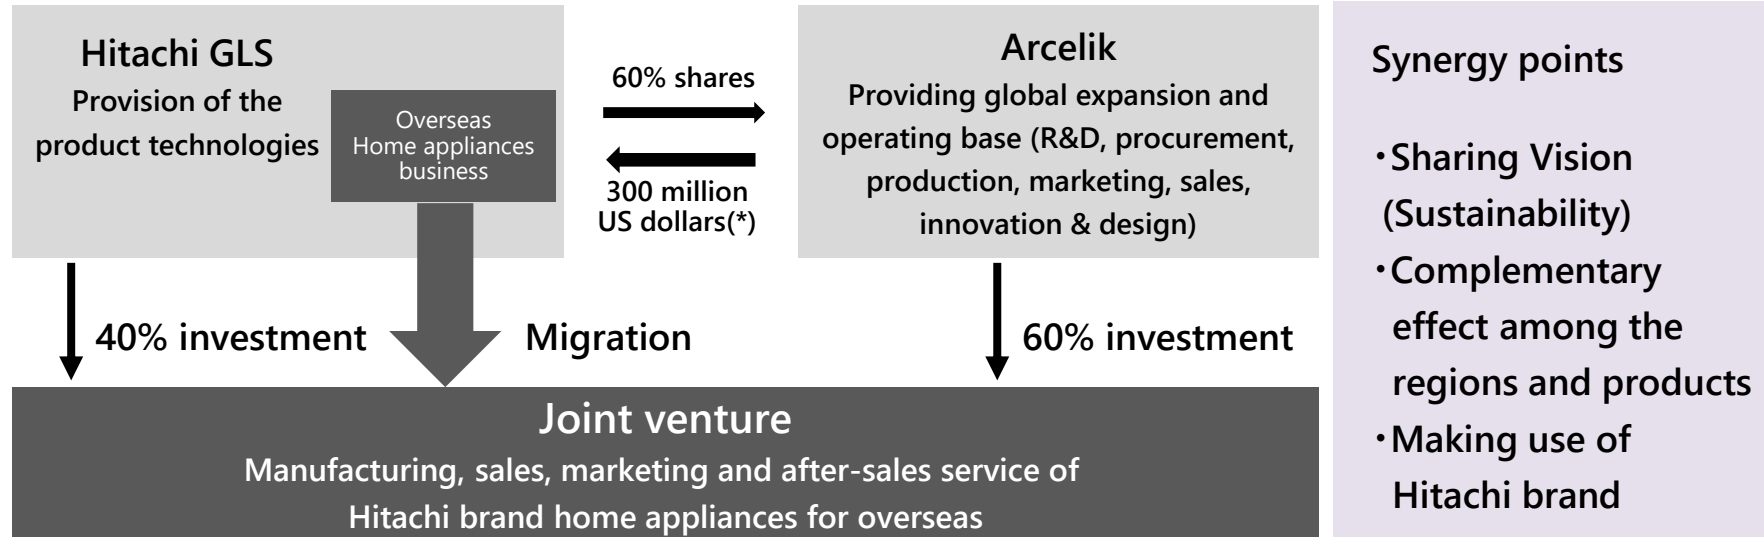 Hitachi GLS
Provision of the
product technologies
Overseas
Home appliances
business
60% shares
300 million
US dollars(*)
Arcelik
Providing global expansion and
operating base (R&D, procurement,
production, marketing, sales,
innovation & design)
40% investment
Migration
60% investment
Joint venture
Manufacturing, sales, marketing and after-sales service of
Hitachi brand home appliances for overseas
Synergy points
・Sharing Vision
(Sustainability)
・Complementary
effect among the
regions and products
・Making use of
Hitachi brand